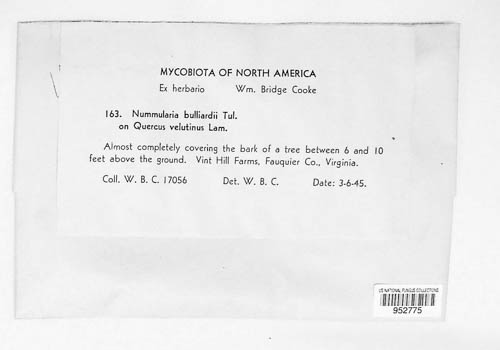 MYCOBIOTA OF NORTH AMERICA
Ex herbario Wm. Bridge Cooke
163. Nummularia bulliardii Tul.
on Quercus velutinus Lam.
Almost completely covering the bark of a tree between 6 and 10
feet above the ground. Vint Hill Farms, Fauquier Co., Virginia.
Coll. W. B. C. 17056 Det. W. B. C. Date: 3-6-45.
US NATIONAL FUNGUS COLLECTIONS
952775